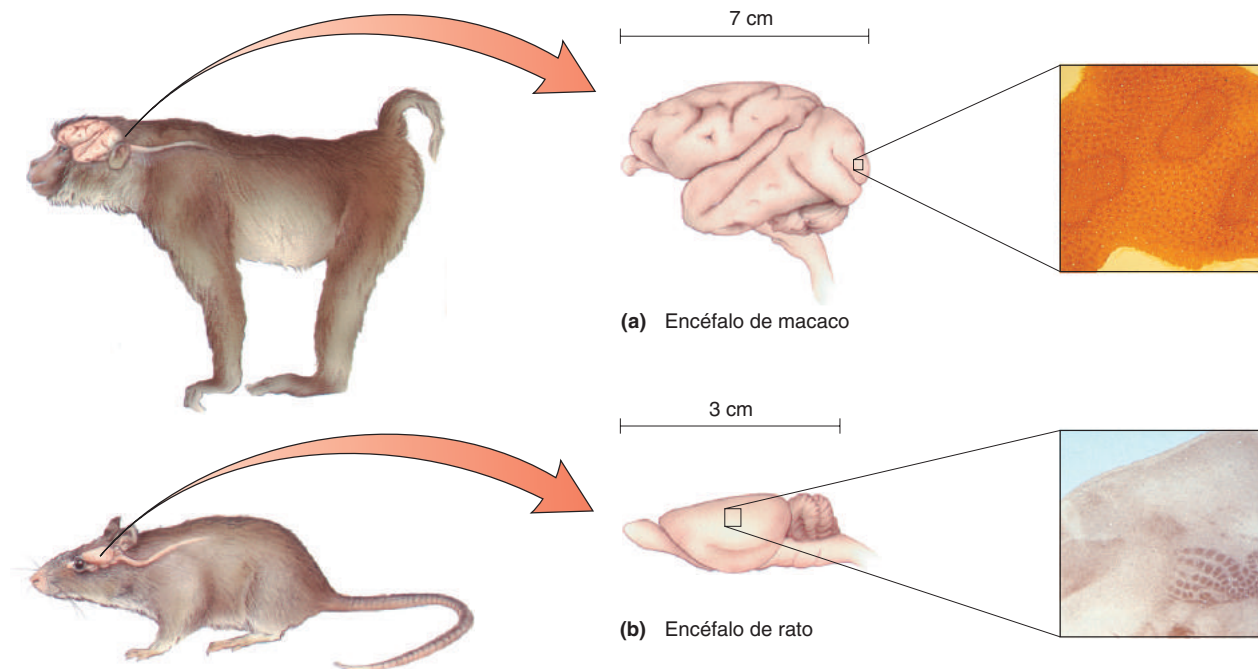 7 cm
(a) Encéfalo de macaco
3 cm
(b) Encéfalo de rato